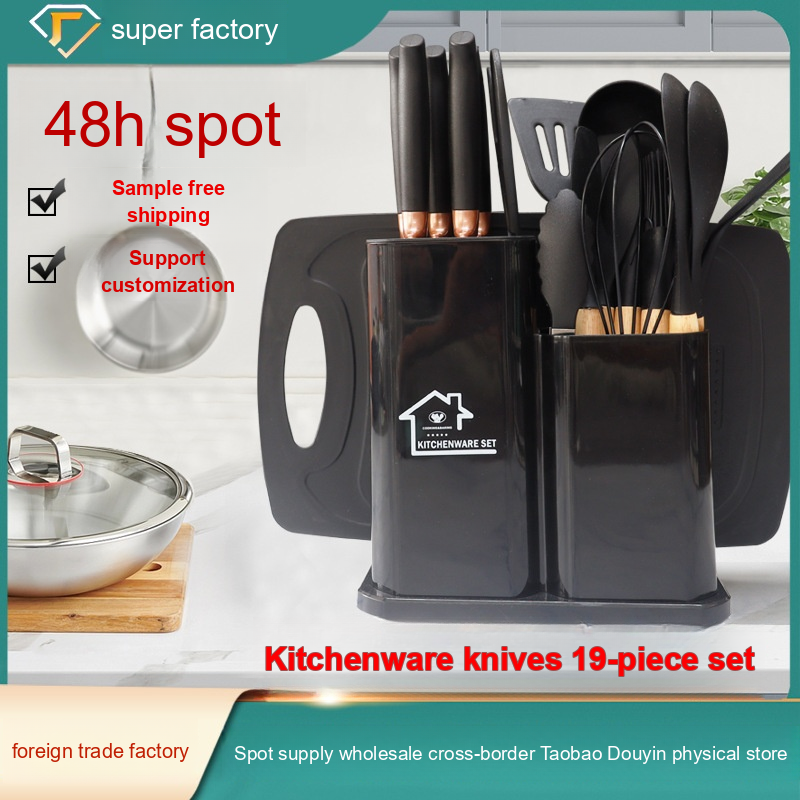 super factory
48h spot
Sample free
shipping
Support
customization
KITCHENWARE SET
Kitchenware knives 19-piece set
foreign trade factory
Spot supply wholesale cross-border Taobao Douyin physical store